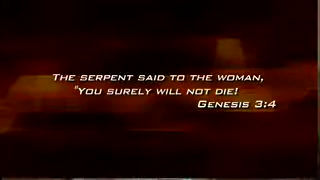 The serpent said to the woman,
"You surely will not die!
Genesis 3:4